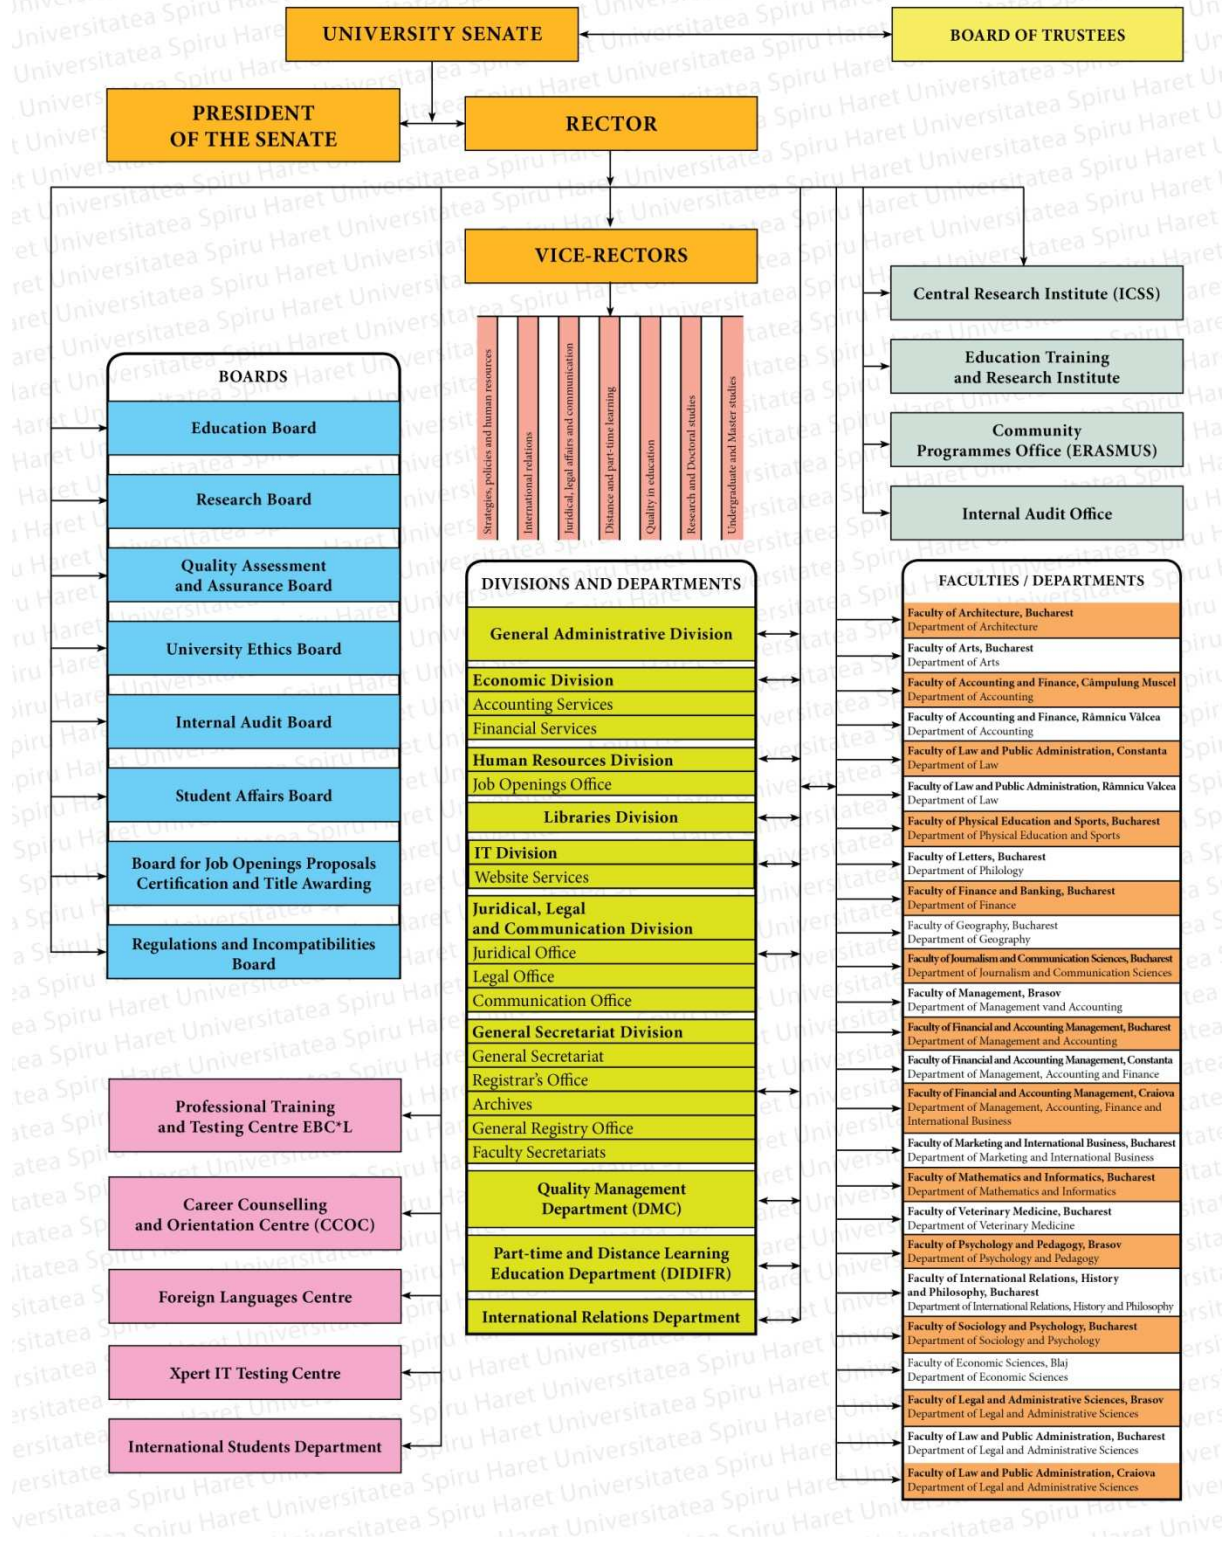 UNIVERSITY SENATE
BOARD OF TRUSTEES
PRESIDENT
OF THE SENATE
RECTOR
VICE-RECTORS
Strategies, policies and human resources
International relations
Juridical, legal affairs and communication
Distance and part-time learning
Quality in education
Research and Doctoral studies
Undergraduate and Master studies
Central Research Institute (ICSS)
Education Training
and Research Institute
Community
Programmes Office (ERASMUS)
Internal Audit Office
BOARDS
Education Board
Research Board
Quality Assessment
and Assurance Board
University Ethics Board
Internal Audit Board
Student Affairs Board
Board for Job Openings Proposals
Certification and Title Awarding
Regulations and Incompatibilities
Board
Professional Training
and Testing Centre EBC*L
Career Counselling
and Orientation Centre (CCOC)
Foreign Languages Centre
Xpert IT Testing Centre
International Students Department
DIVISIONS AND DEPARTMENTS
General Administrative Division
Economic Division
Accounting Services
Financial Services
Human Resources Division
Job Openings Office
Libraries Division
IT Division
Website Services
Juridical, Legal
and Communication Division
Juridical Office
Legal Office
Communication Office
General Secretariat Division
General Secretariat
Registrar's Office
Archives
General Registry Office
Faculty Secretariats
Quality Management
Department (DMC)
Part-time and Distance Learning
Education Department (DIDIFR)
International Relations Department
FACULTIES / DEPARTMENTS
Faculty of Architecture, Bucharest
Department of Architecture
Faculty of Arts, Bucharest
Department of Arts
Faculty of Accounting and Finance, Câmpulung Muscel
Department of Accounting
Faculty of Accounting and Finance, Râmnicu Vâlcea
Department of Accounting
Faculty of Law and Public Administration, Constanta
Department of Law
Faculty of Law and Public Administration, Râmnicu Valcea
Department of Law
Faculty of Physical Education and Sports, Bucharest
Department of Physical Education and Sports
Faculty of Letters, Bucharest
Department of Philology
Faculty of Finance and Banking, Bucharest
Department of Finance
Faculty of Geography, Bucharest
Department of Geography
Faculty of Journalism and Communication Sciences, Bucharest
Department of Journalism and Communication Sciences
Faculty of Management, Brasov
Department of Management vand Accounting
Faculty of Financial and Accounting Management, Bucharest
Department of Management and Accounting
Faculty of Financial and Accounting Management, Constanta
Department of Management, Accounting and Finance
Faculty of Financial and Accounting Management, Craiova
Department of Management, Accounting, Finance and
International Business
Faculty of Marketing and International Business, Bucharest
Department of Marketing and International Business
Faculty of Mathematics and Informatics, Bucharest
Department of Mathematics and Informatics
Faculty of Veterinary Medicine, Bucharest
Department of Veterinary Medicine
Faculty of Psychology and Pedagogy, Brasov
Department of Psychology and Pedagogy
Faculty of International Relations, History
and Philosophy, Bucharest
Department of International Relations, History and Philosophy
Faculty of Sociology and Psychology, Bucharest
Department of Sociology and Psychology
Faculty of Economic Sciences, Blaj
Department of Economic Sciences
Faculty of Legal and Administrative Sciences, Brasov
Department of Legal and Administrative Sciences
Faculty of Law and Public Administration, Bucharest
Department of Legal and Administrative Sciences
Faculty of Law and Public Administration, Craiova
Department of Legal and Administrative Sciences
Universitatea Spiru Haret